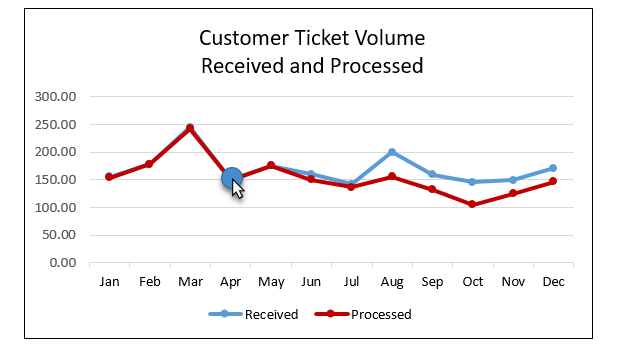 Customer Ticket Volume
Received and Processed
300.00
250.00
200.00
150.00
100.00
50.00
0.00
Jan Feb Mar Apr May Jun Jul Aug Sep Oct Nov Dec
Received Processed